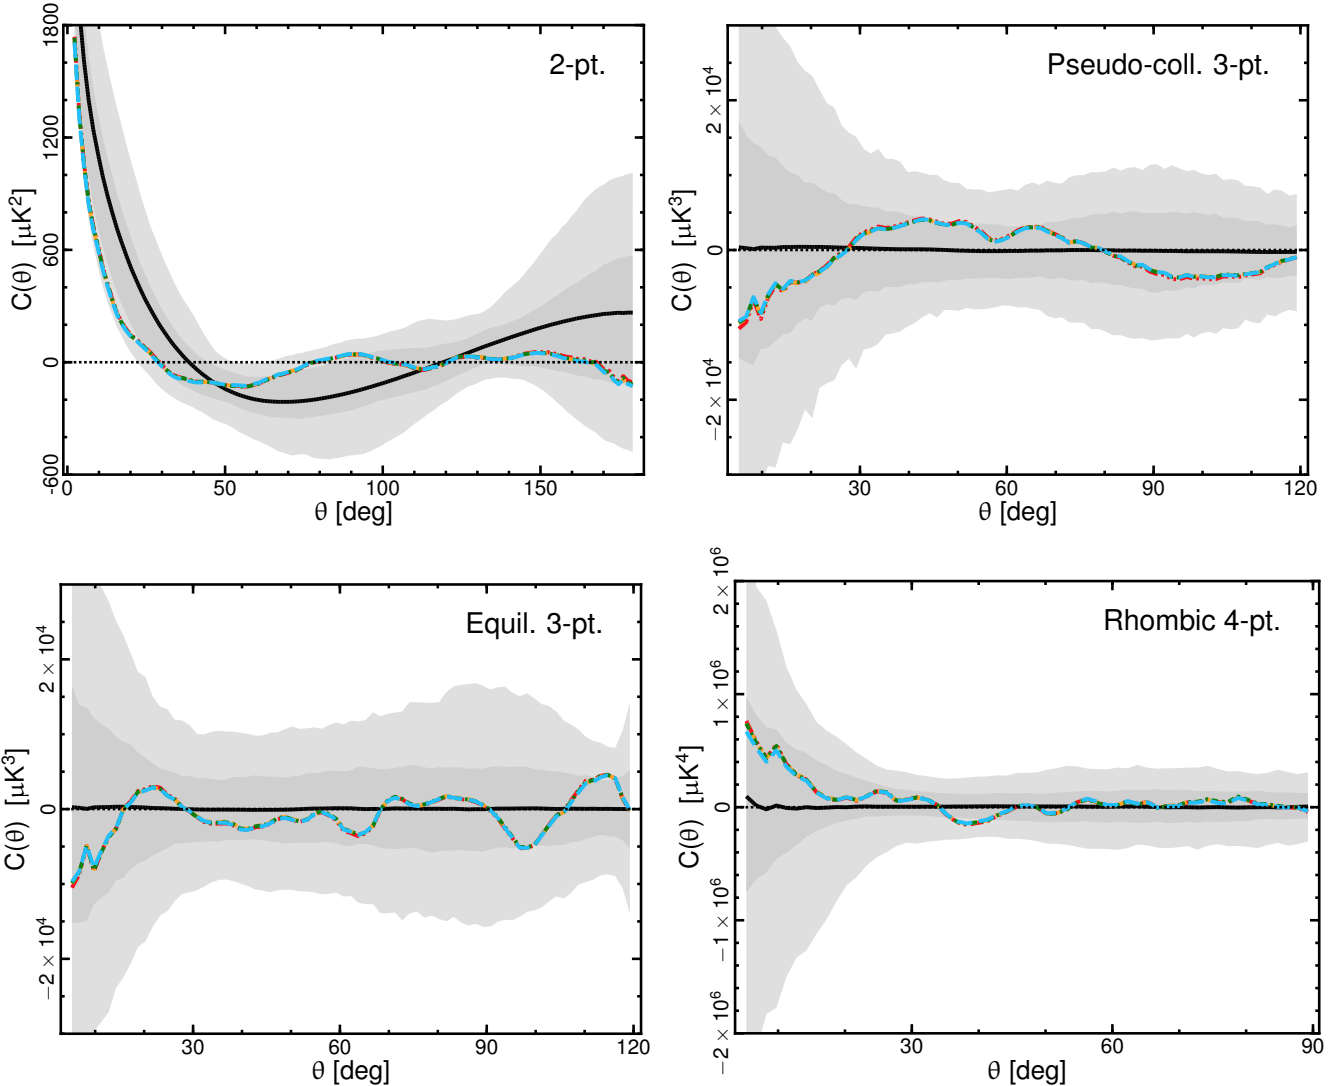 2-pt.
C(θ) [μK²]
1800
1200
600
0
-600
0
50
100
150
θ [deg]
Pseudo-coll. 3-pt.
C(θ) [μK³]
2 × 10⁴
0
−2 × 10⁴
30
60
90
120
θ [deg]
Equil. 3-pt.
C(θ) [μK³]
2 × 10⁴
0
−2 × 10⁴
30
60
90
120
θ [deg]
Rhombic 4-pt.
C(θ) [μK⁴]
2 × 10⁶
1 × 10⁶
0
−1 × 10⁶
−2 × 10⁶
30
60
90
θ [deg]